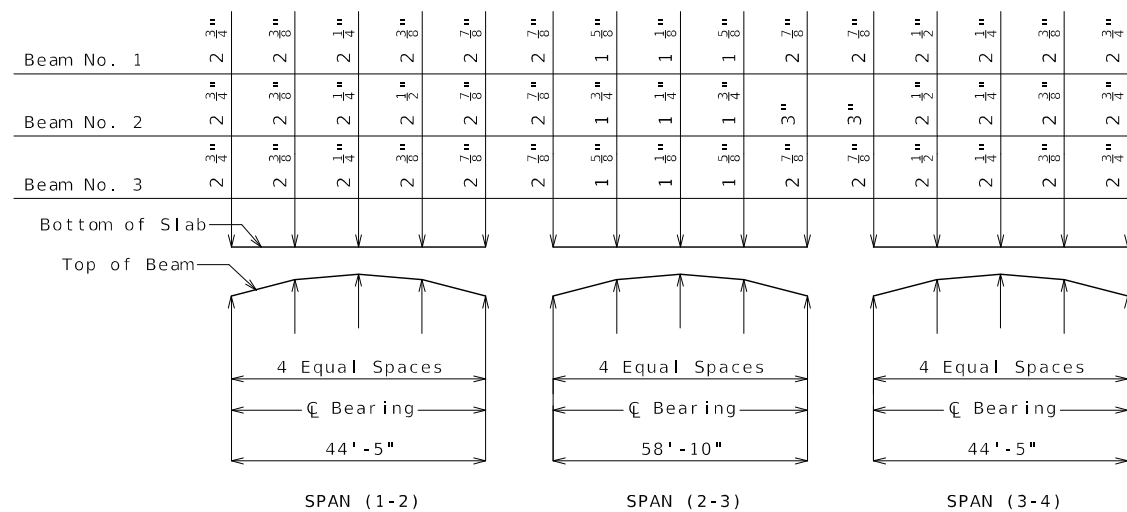 Beam No. 1 2 3/4" 2 3/8" 2 1/4" 2 3/8" 2 7/8" 2 7/8" 1 5/8" 1 1/8" 1 5/8" 2 7/8" 2 7/8" 2 1/2" 2 1/4" 2 3/8" 2 3/4"
Beam No. 2 2 3/4" 2 3/8" 2 1/4" 2 1/2" 2 7/8" 2 7/8" 1 3/4" 1 1/4" 1 3/4" 3" 3" 2 1/2" 2 1/4" 2 3/8" 2 3/4"
Beam No. 3 2 3/4" 2 3/8" 2 1/4" 2 3/8" 2 7/8" 2 7/8" 1 5/8" 1 1/8" 1 5/8" 2 7/8" 2 7/8" 2 1/2" 2 1/4" 2 3/8" 2 3/4"
Bottom of Slab
Top of Beam
4 Equal Spaces 4 Equal Spaces 4 Equal Spaces
℄ Bearing ℄ Bearing ℄ Bearing
44'-5" 58'-10" 44'-5"
SPAN (1-2) SPAN (2-3) SPAN (3-4)